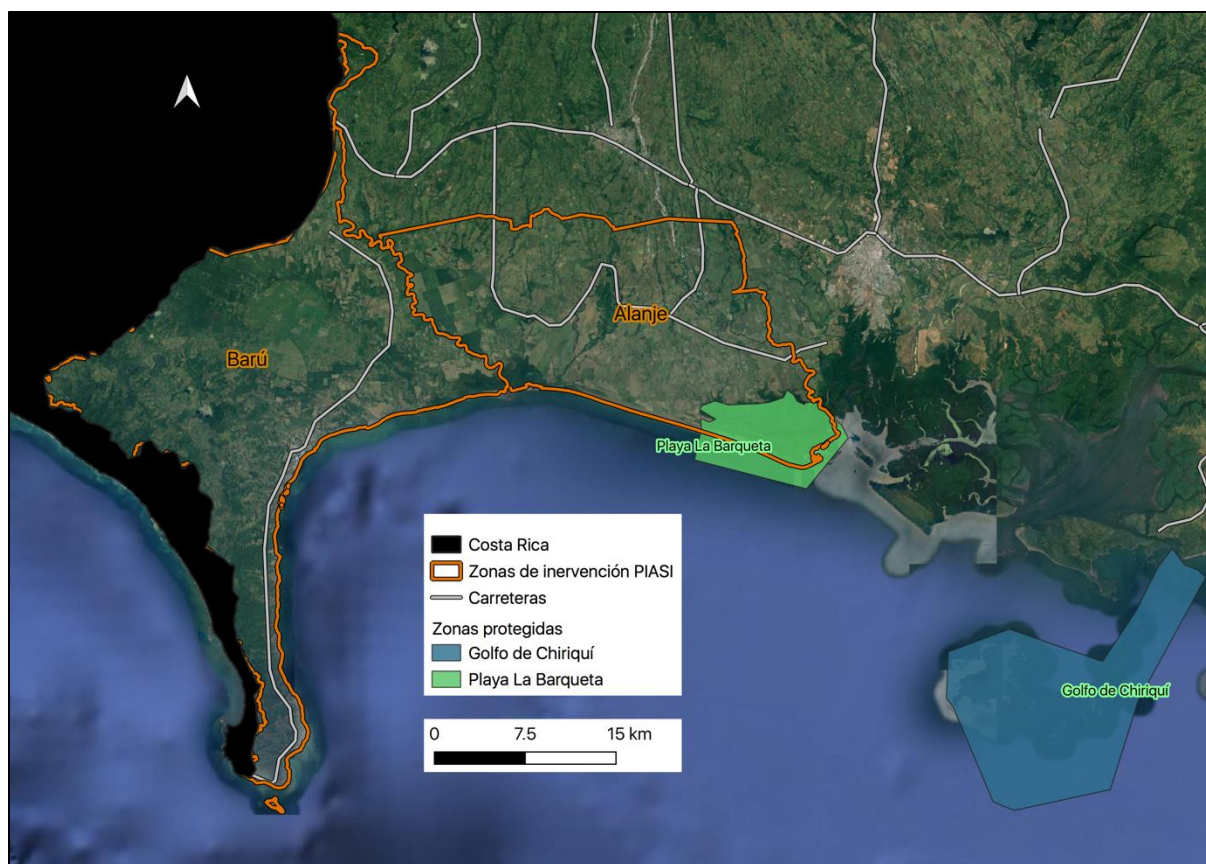 Alanje
Barú
Playa La Barqueta
Costa Rica
Zonas de inervención PIASI
Carreteras
Zonas protegidas
Golfo de Chiriquí
Playa La Barqueta
Golfo de Chiriquí
0 7.5 15 km